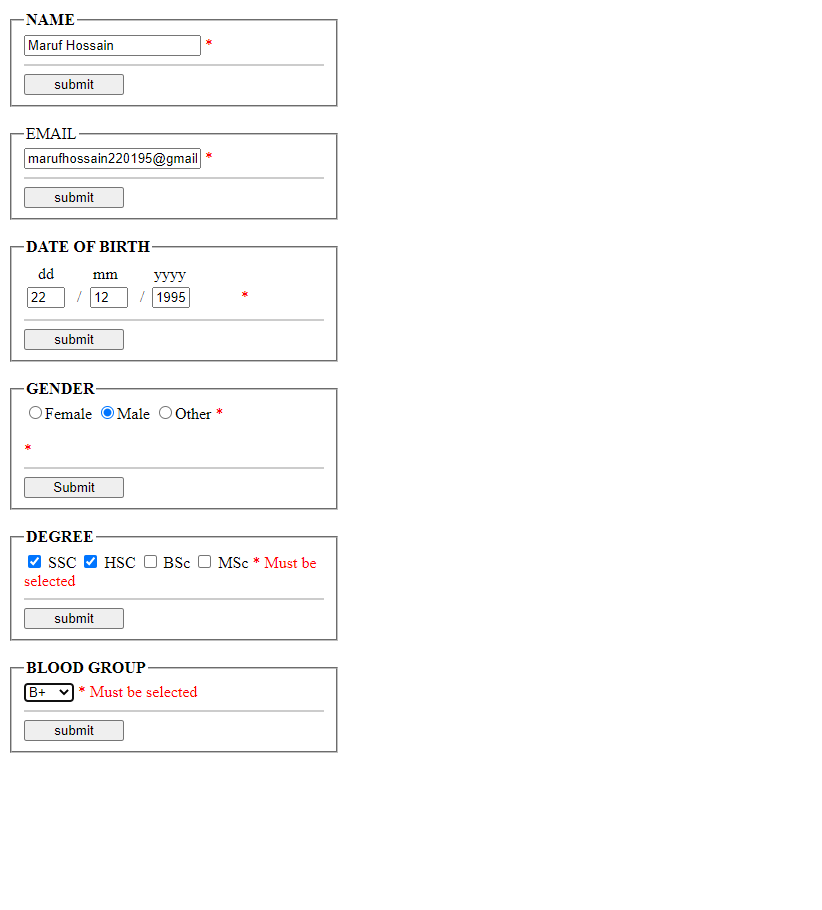 NAME
Maruf Hossain *
submit
EMAIL
marufhossain220195@gmail *
submit
DATE OF BIRTH
dd mm yyyy
22 / 12 / 1995 *
submit
GENDER
Female Male Other *
*
Submit
DEGREE
SSC HSC BSc MSc * Must be
selected
submit
BLOOD GROUP
B+ * Must be selected
submit